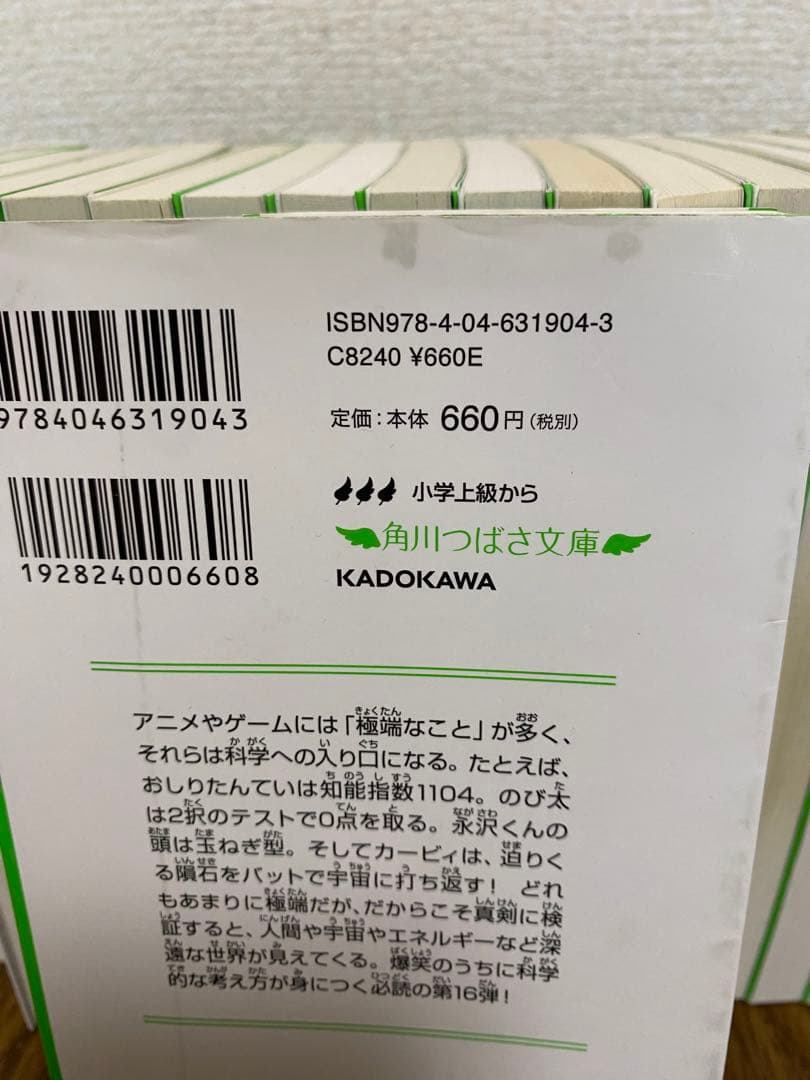 ISBN978-4-04-631904-3
C8240 ¥660E
9784046319043
定価：本体 660円（税別）
小学上級から
角川つばさ文庫
1928240006608
KADOKAWA
アニメやゲームには「極端なこと」が多く、
それらは科学への入り口になる。たとえば、
おしりたんていは知能指数1104。のび太
は2択のテストで0点を取る。永沢くんの
頭は玉ねぎ型。そしてカービィは、迫りく
る隕石をバットで宇宙に打ち返す！ どれ
もあまりに極端だが、だからこそ真剣に検
証すると、人間や宇宙やエネルギーなど深
遠な世界が見えてくる。爆笑のうちに科学
的な考え方が身につく必読の第16弾！